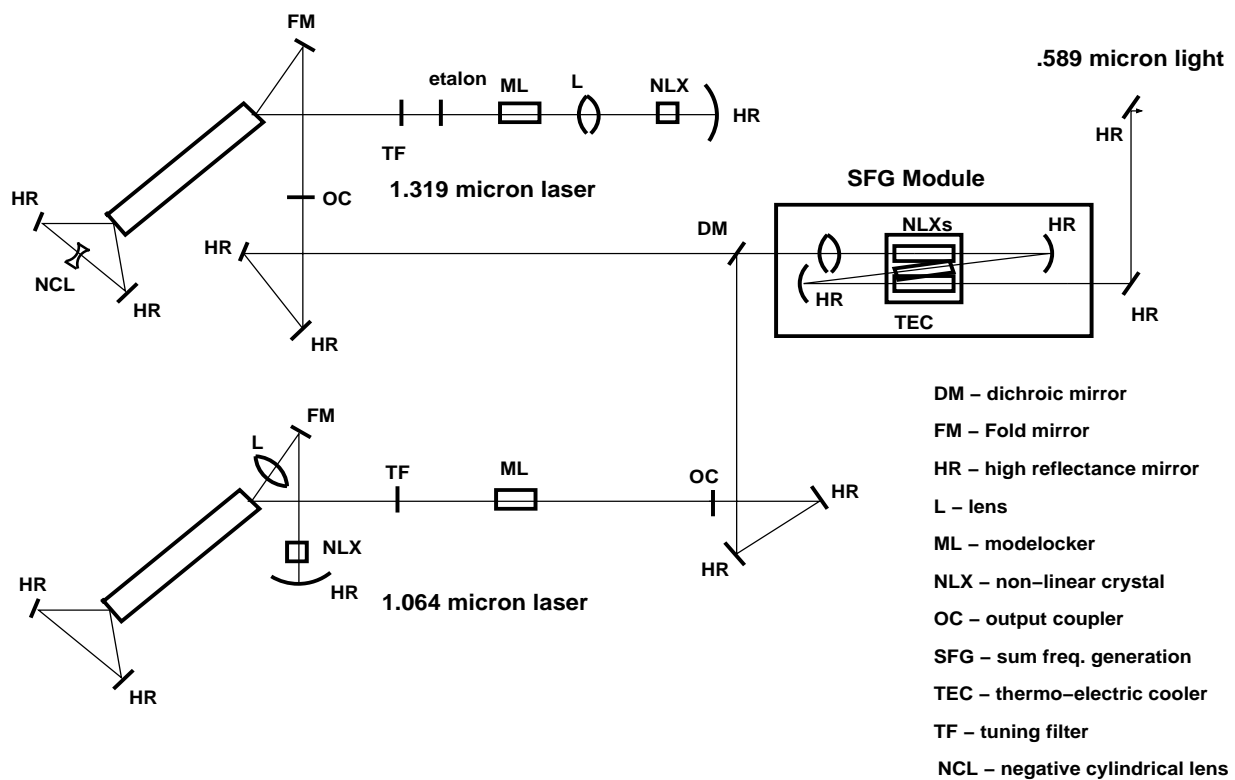 FM
.589 micron light
etalon
ML
L
NLX
HR
HR
TF
SFG Module
1.319 micron laser
HR
OC
DM
NLXs
HR
HR
NCL
HR
HR
TEC
HR
HR
DM – dichroic mirror
FM
FM – Fold mirror
L
TF
ML
OC
HR – high reflectance mirror
HR
L – lens
NLX
ML – modelocker
HR
HR
HR
1.064 micron laser
NLX – non–linear crystal
OC – output coupler
SFG – sum freq. generation
HR
TEC – thermo–electric cooler
TF – tuning filter
NCL – negative cylindrical lens